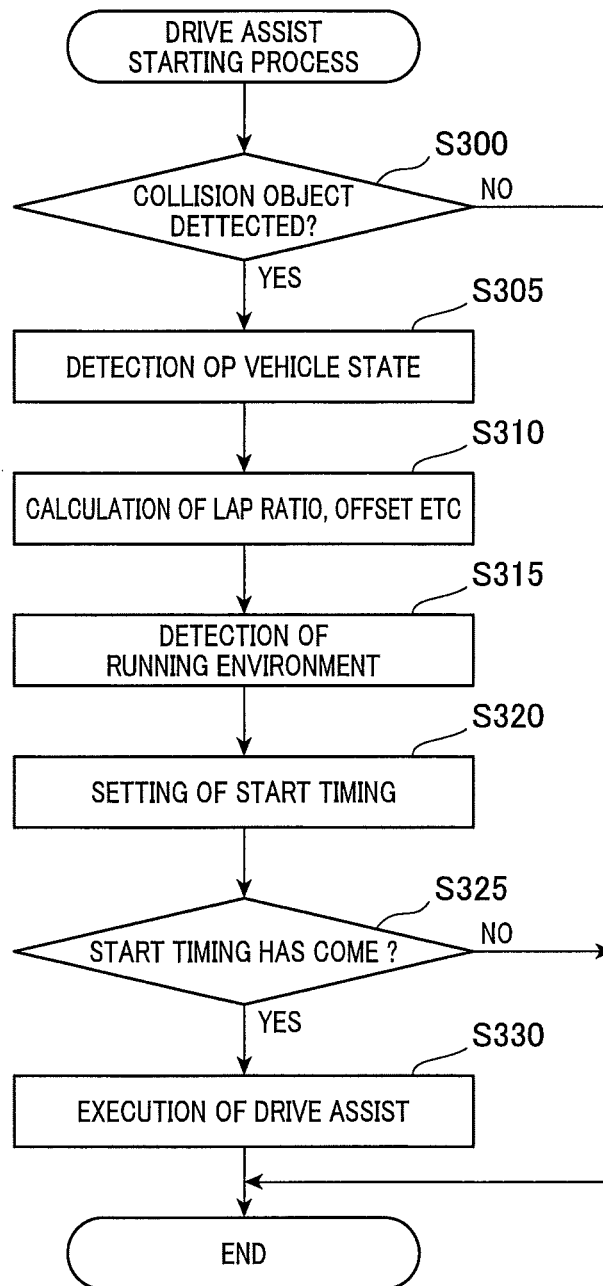 DRIVE ASSIST
STARTING PROCESS
S300
COLLISION OBJECT
DETTECTED?
NO
YES
S305
DETECTION OP VEHICLE STATE
S310
CALCULATION OF LAP RATIO, OFFSET ETC
S315
DETECTION OF
RUNNING ENVIRONMENT
S320
SETTING OF START TIMING
S325
START TIMING HAS COME ?
NO
YES
S330
EXECUTION OF DRIVE ASSIST
END